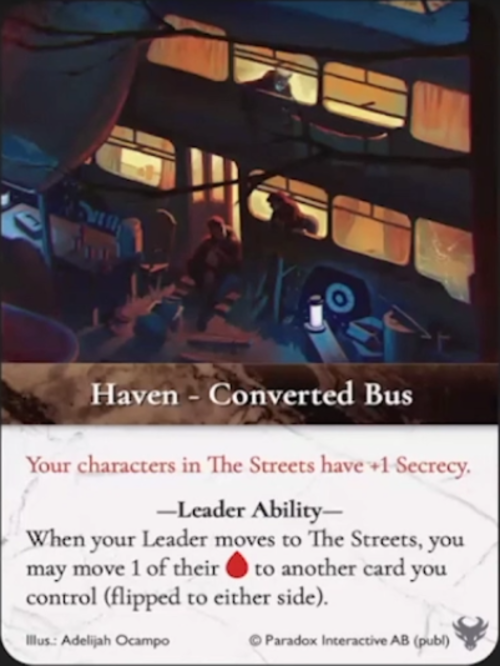 Haven - Converted Bus
Your characters in The Streets have +1 Secrecy.
—Leader Ability—
When your Leader moves to The Streets, you
may move 1 of their to another card you
control (flipped to either side).
Illus.: Adelijah Ocampo © Paradox Interactive AB (publ)